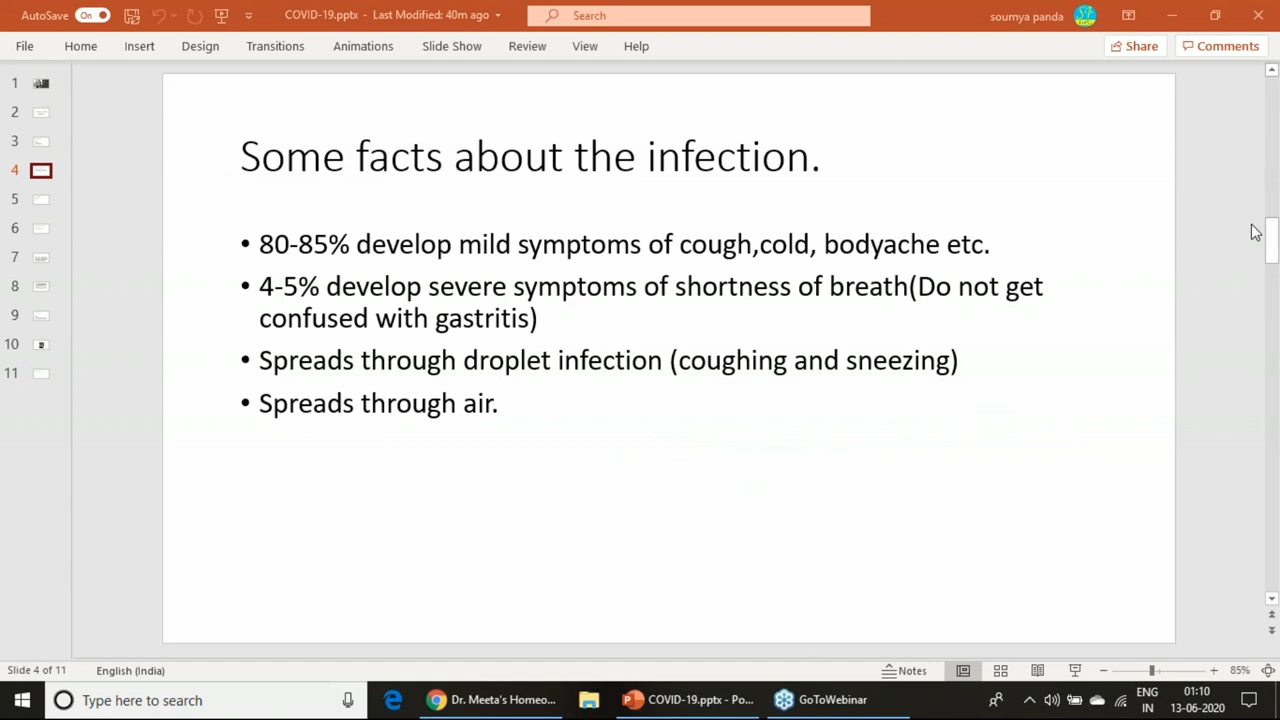 AutoSave On COVID-19.pptx - Last Modified: 40m ago Search soumya panda
File Home Insert Design Transitions Animations Slide Show Review View Help Share Comments
1
2
3
4
5
6
7
8
9
10
11
Some facts about the infection.
• 80-85% develop mild symptoms of cough,cold, bodyache etc.
• 4-5% develop severe symptoms of shortness of breath(Do not get
confused with gastritis)
• Spreads through droplet infection (coughing and sneezing)
• Spreads through air.
Slide 4 of 11 English (India) Notes 85%
Type here to search Dr. Meeta's Homeo... COVID-19.pptx - Po... GoToWebinar ENG 01:10
IN 13-06-2020